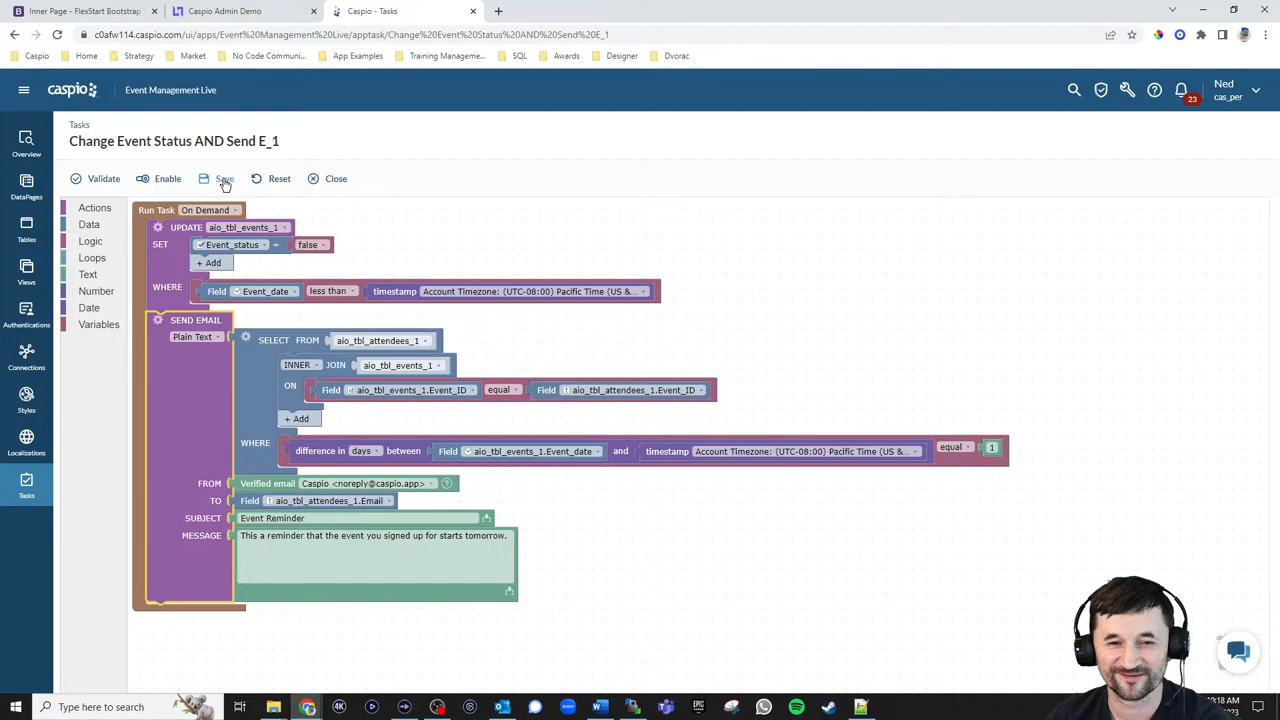 Inner Page - FlexStart Bootstrap
Caspio Admin Demo
Caspio - Tasks
c0afw114.caspio.com/ui/apps/Event%20Management%20Live/apptask/Change%20Event%20Status%20AND%20Send%20E_1
Caspio
Home
Strategy
Market
No Code Communi...
App Examples
Training Manageme...
SQL
Awards
Designer
Dvorac
caspio
Event Management Live
23
Ned
cas_per
Overview
DataPages
Tables
Views
Authentications
Connections
Styles
Localizations
Tasks
Tasks
Change Event Status AND Send E_1
Validate
Enable
Save
Reset
Close
Actions
Data
Logic
Loops
Text
Number
Date
Variables
Run Task On Demand
UPDATE aio_tbl_events_1
SET Event_status = false
+ Add
WHERE Field Event_date less than timestamp Account Timezone: (UTC-08:00) Pacific Time (US &...
SEND EMAIL
Plain Text
SELECT FROM aio_tbl_attendees_1
INNER JOIN aio_tbl_events_1
ON Field aio_tbl_events_1.Event_ID equal Field aio_tbl_attendees_1.Event_ID
+ Add
WHERE difference in days between Field aio_tbl_events_1.Event_date and timestamp Account Timezone: (UTC-08:00) Pacific Time (US &... equal 1
FROM Verified email Caspio <noreply@caspio.app> ?
TO Field aio_tbl_attendees_1.Email
SUBJECT Event Reminder
MESSAGE This a reminder that the event you signed up for starts tomorrow.
Type here to search
4K
EPIC
GAMES